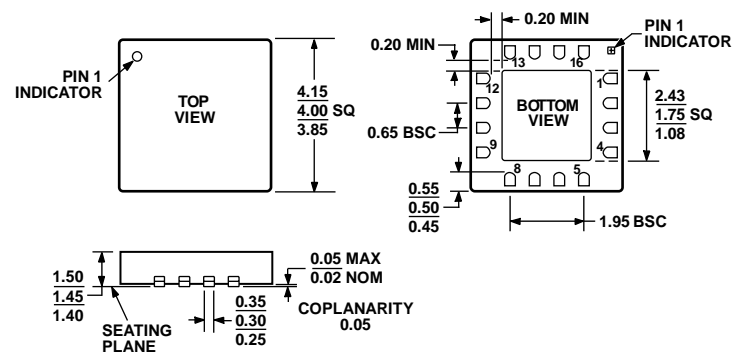 PIN 1
INDICATOR
TOP
VIEW
4.15
4.00 SQ
3.85
0.20 MIN
0.20 MIN
PIN 1
INDICATOR
13
16
12
1
BOTTOM
VIEW
2.43
1.75 SQ
1.08
0.65 BSC
9
4
8
5
0.55
0.50
0.45
1.95 BSC
1.50
1.45
1.40
SEATING
PLANE
0.35
0.30
0.25
0.05 MAX
0.02 NOM
COPLANARITY
0.05